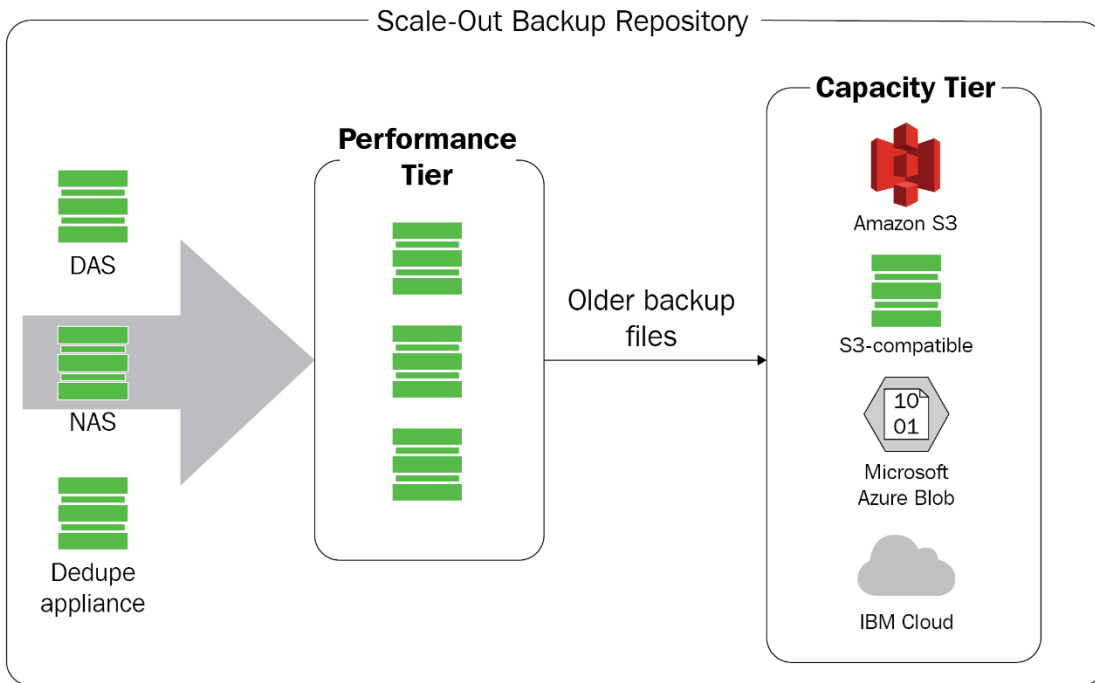 Scale-Out Backup Repository
DAS
NAS
Dedupe
appliance
Performance
Tier
Older backup
files
Capacity Tier
Amazon S3
S3-compatible
10
01
Microsoft
Azure Blob
IBM Cloud